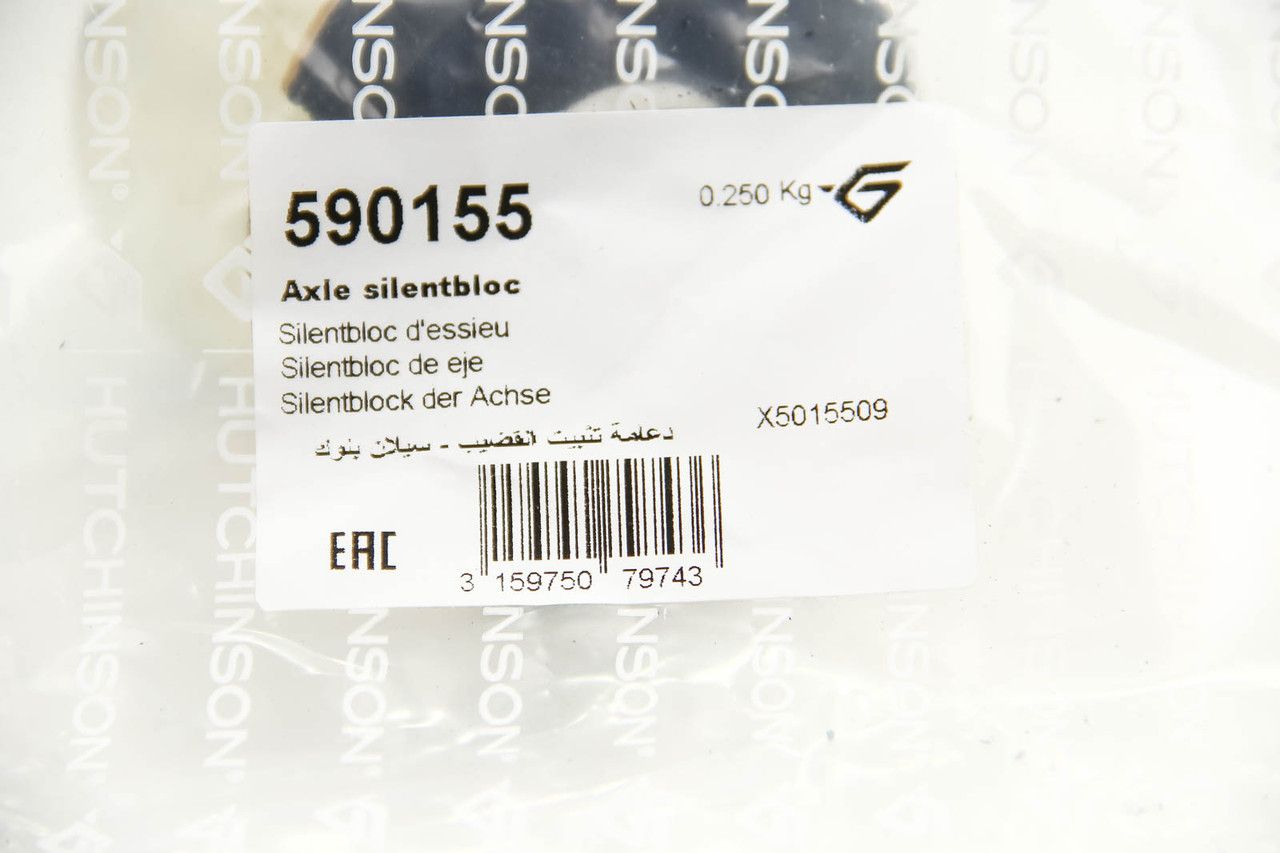 590155
0.250 Kg
Axle silentbloc
Silentbloc d'essieu
Silentbloc de eje
Silentblock der Achse
X5015509
دعامة تثبيت القضيب - سيلان بلوك
EAC
3 159750 79743
HUTCHINSON®
HUTCHINSON®
HUTCHINSON